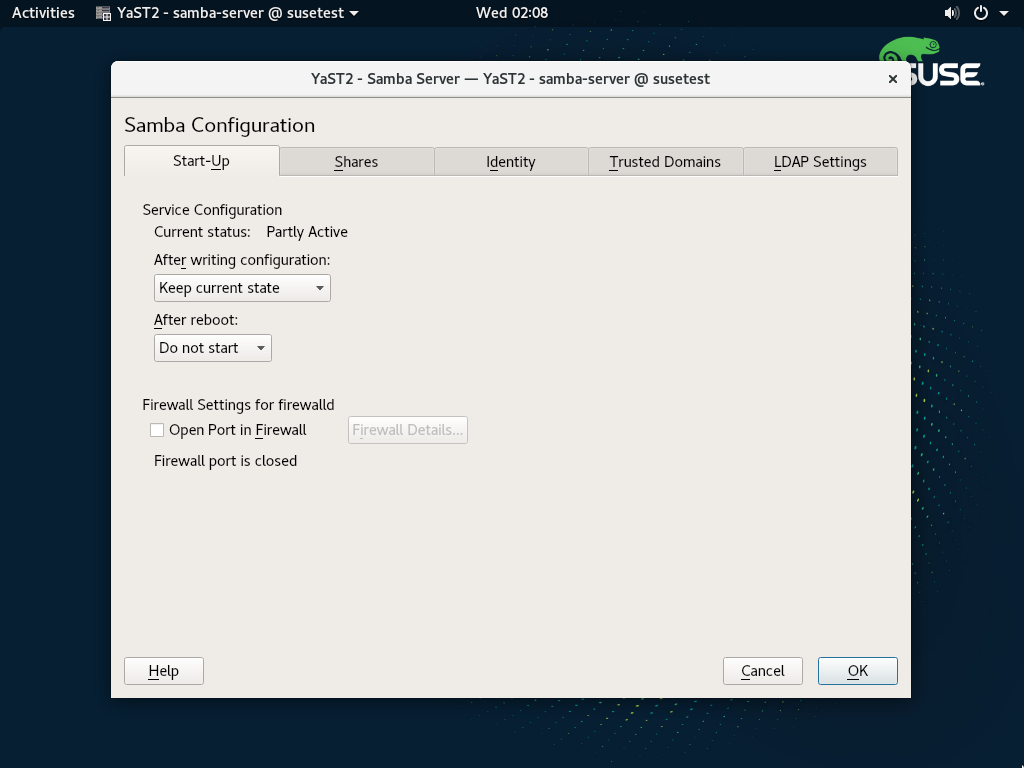 Activities YaST2 - samba-server @ susetest Wed 02:08
SUSE
YaST2 - Samba Server — YaST2 - samba-server @ susetest
Samba Configuration
Start-Up Shares Identity Trusted Domains LDAP Settings
Service Configuration
Current status: Partly Active
After writing configuration:
Keep current state
After reboot:
Do not start
Firewall Settings for firewalld
Open Port in Firewall Firewall Details...
Firewall port is closed
Help Cancel OK